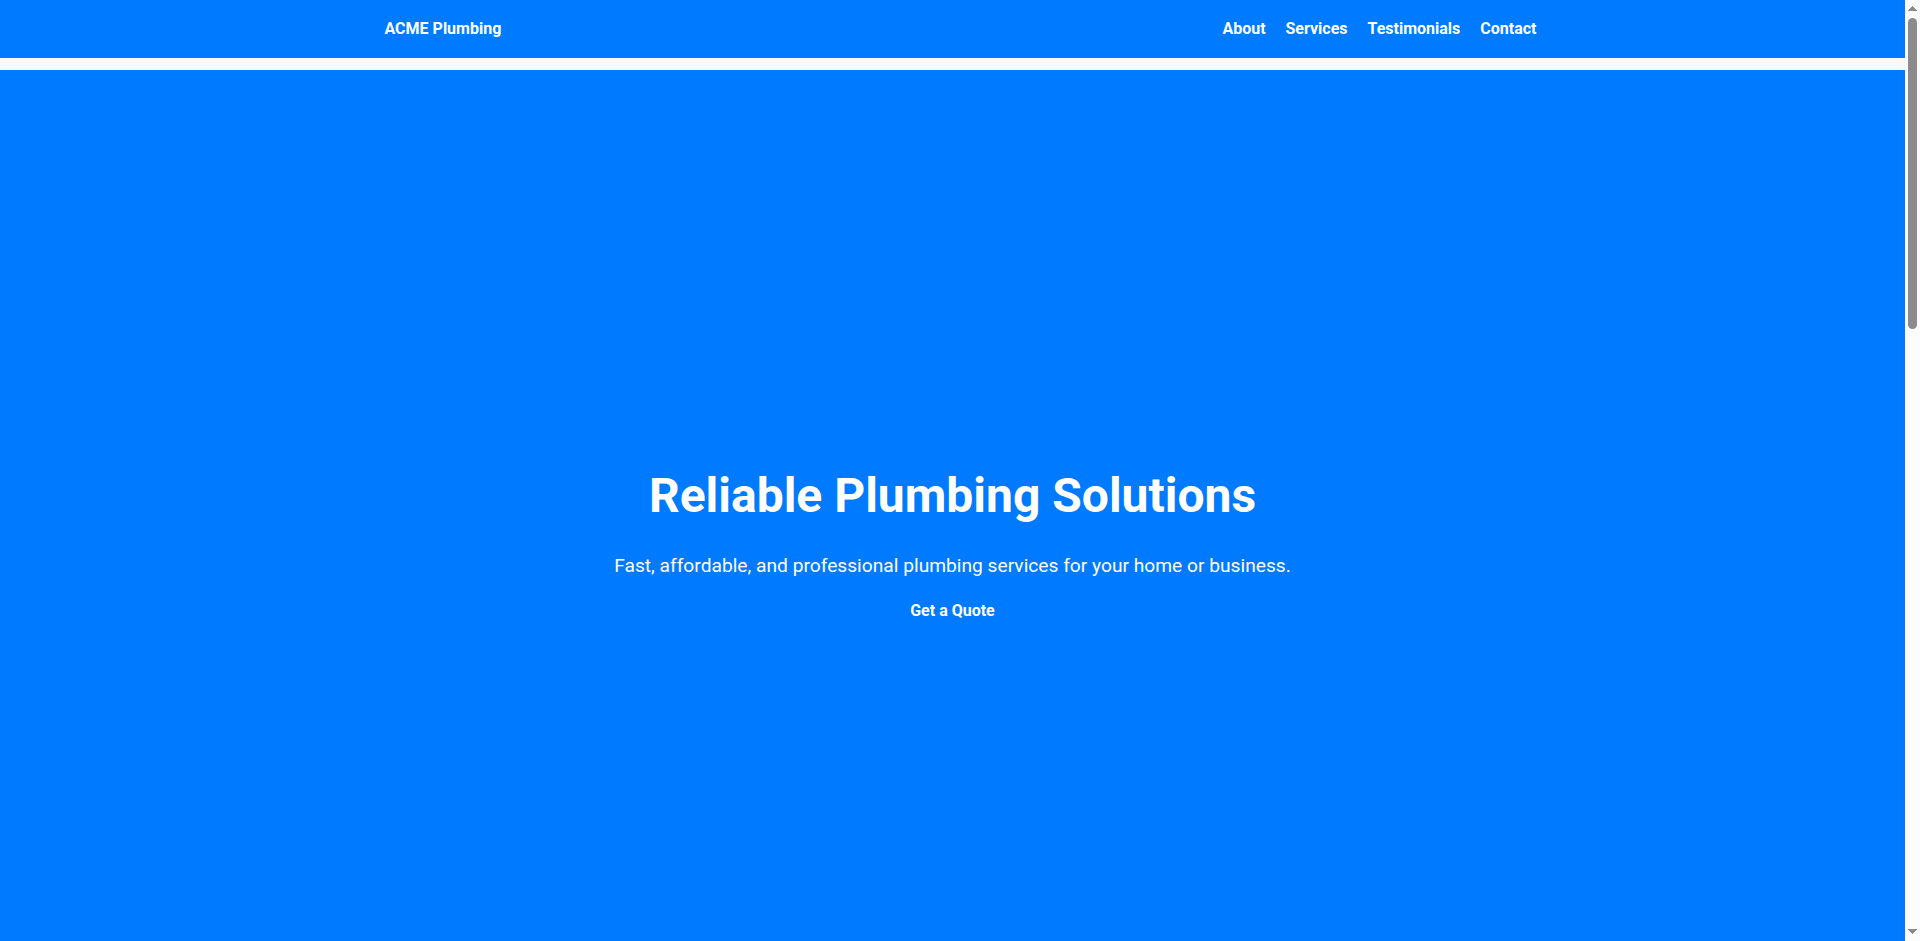 ACME Plumbing
About Services Testimonials Contact
Reliable Plumbing Solutions
Fast, affordable, and professional plumbing services for your home or business.
Get a Quote